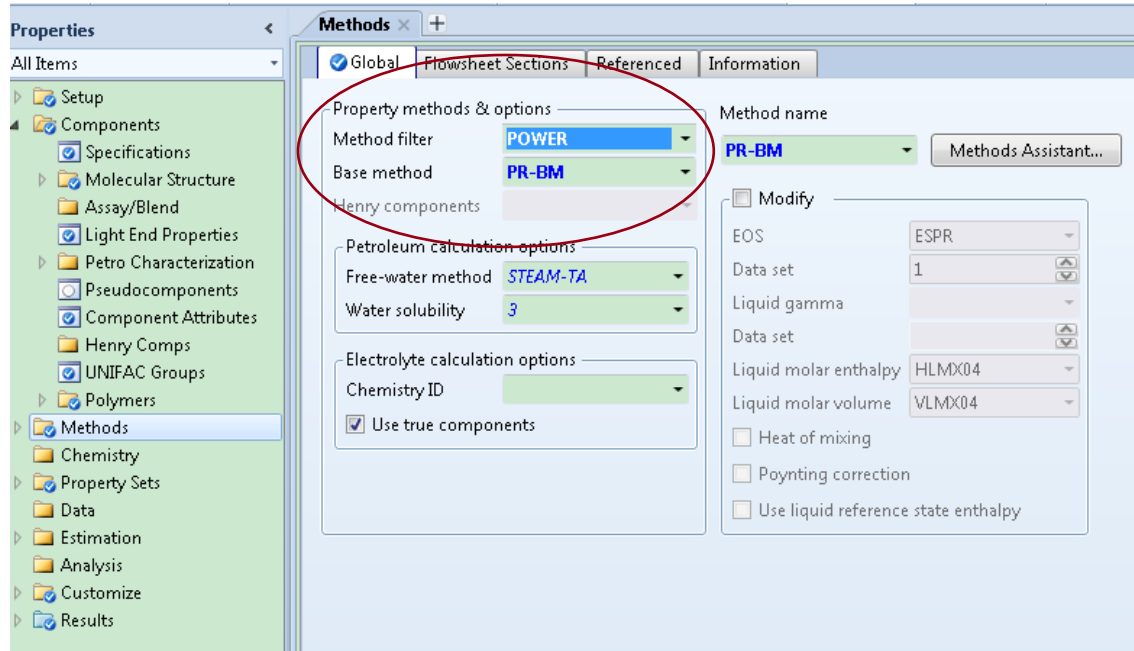 Properties
All Items
Setup
Components
Specifications
Molecular Structure
Assay/Blend
Light End Properties
Petro Characterization
Pseudocomponents
Component Attributes
Henry Comps
UNIFAC Groups
Polymers
Methods
Chemistry
Property Sets
Data
Estimation
Analysis
Customize
Results
Methods
Global Flowsheet Sections Referenced Information
Property methods & options
Method filter POWER
Base method PR-BM
Henry components
Petroleum calculation options
Free-water method STEAM-TA
Water solubility 3
Electrolyte calculation options
Chemistry ID
Use true components
Method name
PR-BM Methods Assistant...
Modify
EOS ESPR
Data set 1
Liquid gamma
Data set
Liquid molar enthalpy HLMX04
Liquid molar volume VLMX04
Heat of mixing
Poynting correction
Use liquid reference state enthalpy